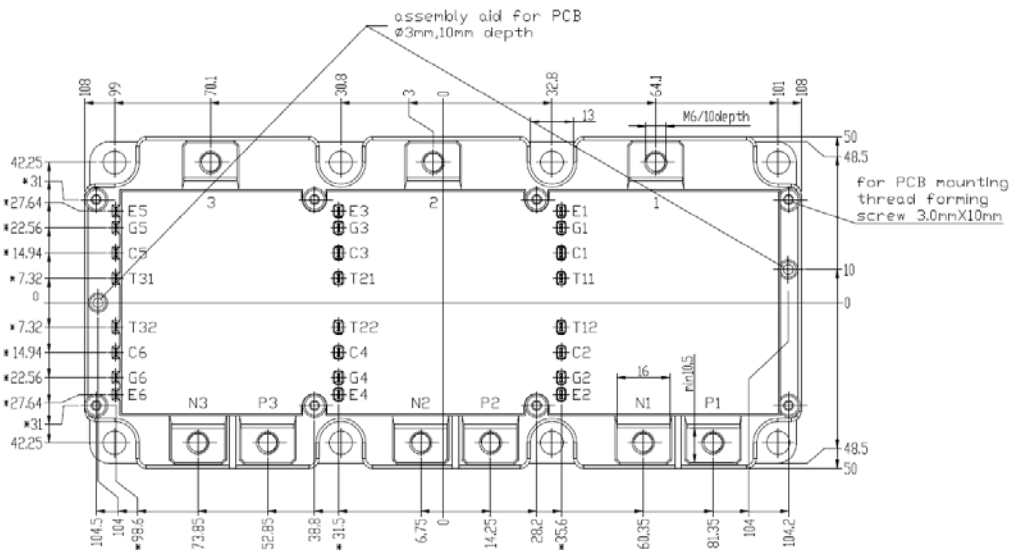 assembly aid for PCB
Ø3mm,10mm depth
108
99
70.1
30.8
3
0
32.8
64.1
101
108
13
M6/10depth
50
48.5
42.25
*31
*27.64
*22.56
*14.94
*7.32
0
*7.32
*14.94
*22.56
*27.64
*31
42.25
for PCB mounting
thread forming
screw 3.0mmX10mm
10
0
48.5
50
3
2
1
E5
G5
C5
T31
T32
C6
G6
E6
E3
G3
C3
T21
T22
C4
G4
E4
E1
G1
C1
T11
T12
C2
G2
E2
16
min10,5
N3
P3
N2
P2
N1
P1
104.5
104
*98.6
73.85
52.85
38.8
*31.5
6.75
0
14.25
28.2
*35.6
60.35
81.35
104
104.2